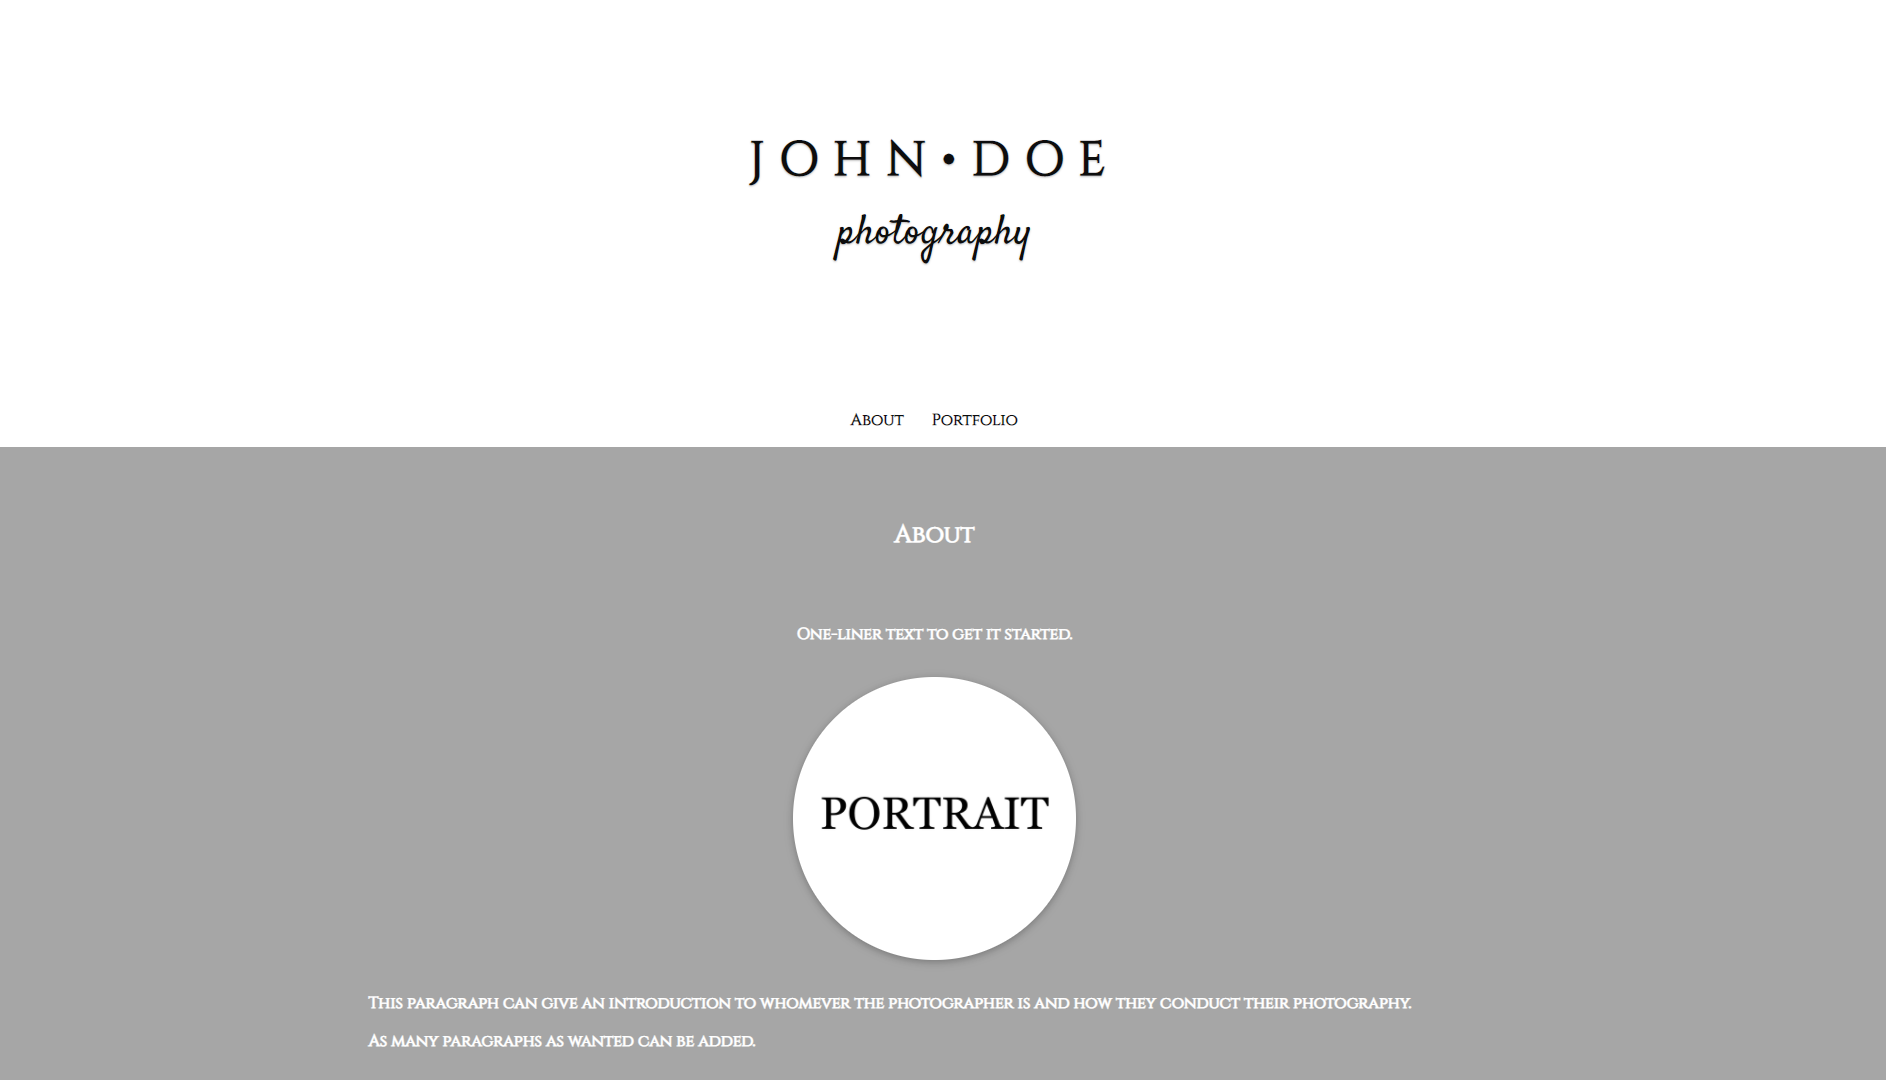 JOHN•DOE
photography
About Portfolio
About
One-liner text to get it started.
PORTRAIT
This paragraph can give an introduction to whomever the photographer is and how they conduct their photography.
As many paragraphs as wanted can be added.